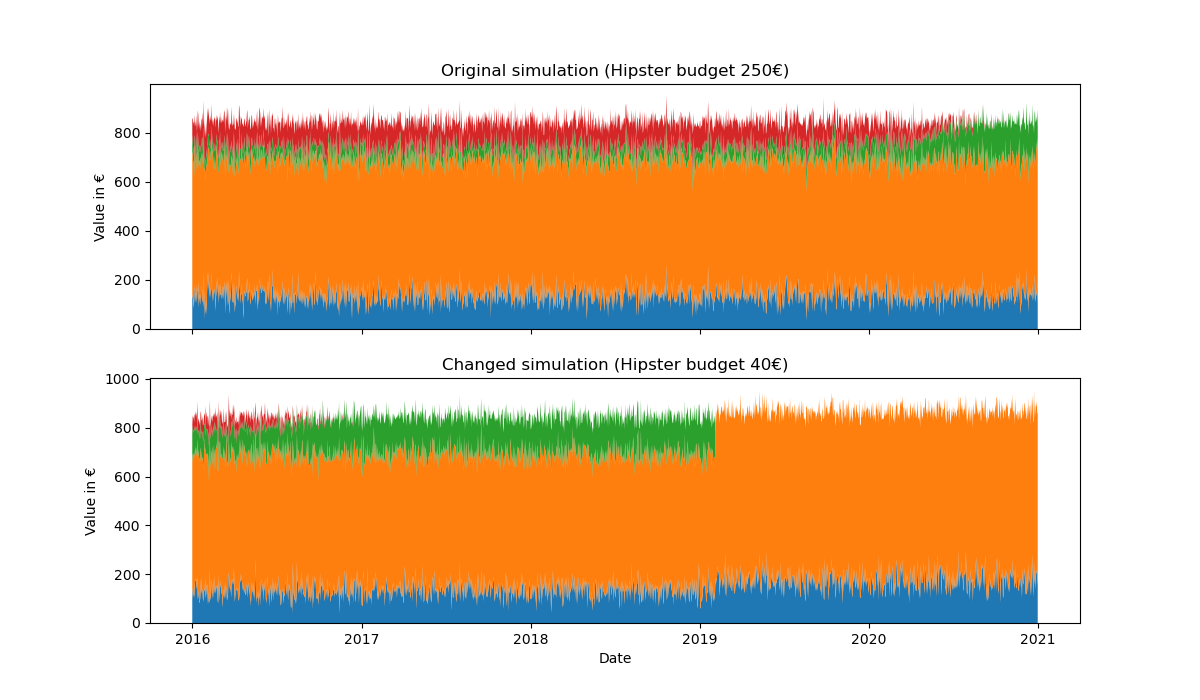 Original simulation (Hipster budget 250€)
800
600
400
200
0
Value in €
Changed simulation (Hipster budget 40€)
1000
800
600
400
200
0
Value in €
2016 2017 2018 2019 2020 2021
Date